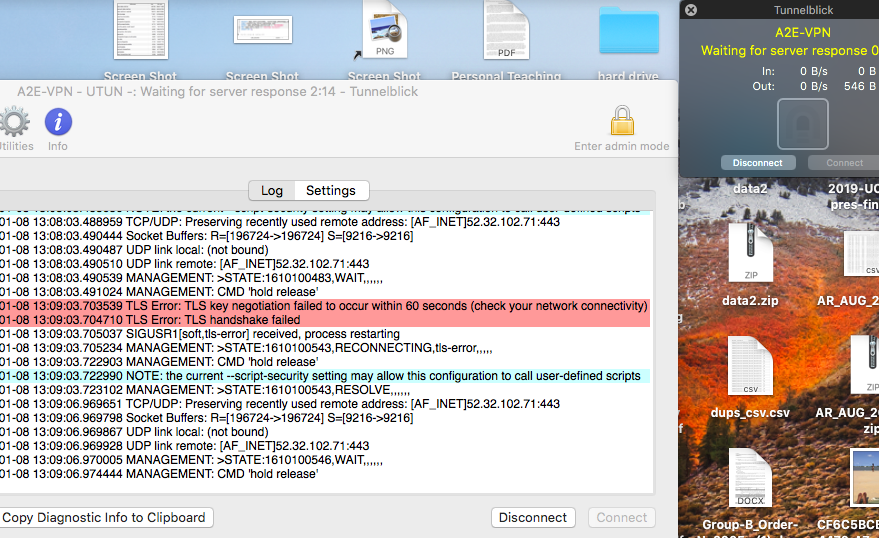 Tunnelblick
A2E-VPN
Waiting for server response 0
In: 0 B/s 0 B
Out: 0 B/s 546 B
Disconnect
Connect
Screen Shot
Screen Shot
PNG
Screen Shot
PDF
Personal Teaching
hard drive
A2E-VPN - UTUN -: Waiting for server response 2:14 - Tunnelblick
Utilities
Info
Enter admin mode
Log
Settings
01-08 13:08:03.488959 TCP/UDP: Preserving recently used remote address: [AF_INET]52.32.102.71:443
01-08 13:08:03.490444 Socket Buffers: R=[196724->196724] S=[9216->9216]
01-08 13:08:03.490487 UDP link local: (not bound)
01-08 13:08:03.490510 UDP link remote: [AF_INET]52.32.102.71:443
01-08 13:08:03.490539 MANAGEMENT: >STATE:1610100483,WAIT,,,,,,
01-08 13:08:03.491024 MANAGEMENT: CMD 'hold release'
01-08 13:09:03.703539 TLS Error: TLS key negotiation failed to occur within 60 seconds (check your network connectivity)
01-08 13:09:03.704710 TLS Error: TLS handshake failed
01-08 13:09:03.705037 SIGUSR1[soft,tls-error] received, process restarting
01-08 13:09:03.705234 MANAGEMENT: >STATE:1610100543,RECONNECTING,tls-error,,,,,
01-08 13:09:03.722903 MANAGEMENT: CMD 'hold release'
01-08 13:09:03.722990 NOTE: the current --script-security setting may allow this configuration to call user-defined scripts
01-08 13:09:03.723102 MANAGEMENT: >STATE:1610100543,RESOLVE,,,,,,
01-08 13:09:06.969651 TCP/UDP: Preserving recently used remote address: [AF_INET]52.32.102.71:443
01-08 13:09:06.969798 Socket Buffers: R=[196724->196724] S=[9216->9216]
01-08 13:09:06.969867 UDP link local: (not bound)
01-08 13:09:06.969928 UDP link remote: [AF_INET]52.32.102.71:443
01-08 13:09:06.970005 MANAGEMENT: >STATE:1610100546,WAIT,,,,,,
01-08 13:09:06.974444 MANAGEMENT: CMD 'hold release'
Copy Diagnostic Info to Clipboard
Disconnect
Connect
data2
2019-UC
pres-fin
ZIP
csv
data2.zip
AR_AUG_2
csv
dups_csv.csv
AR_AUG_20
zip
DOCX
Group-B_Order-
CF6C5BCE